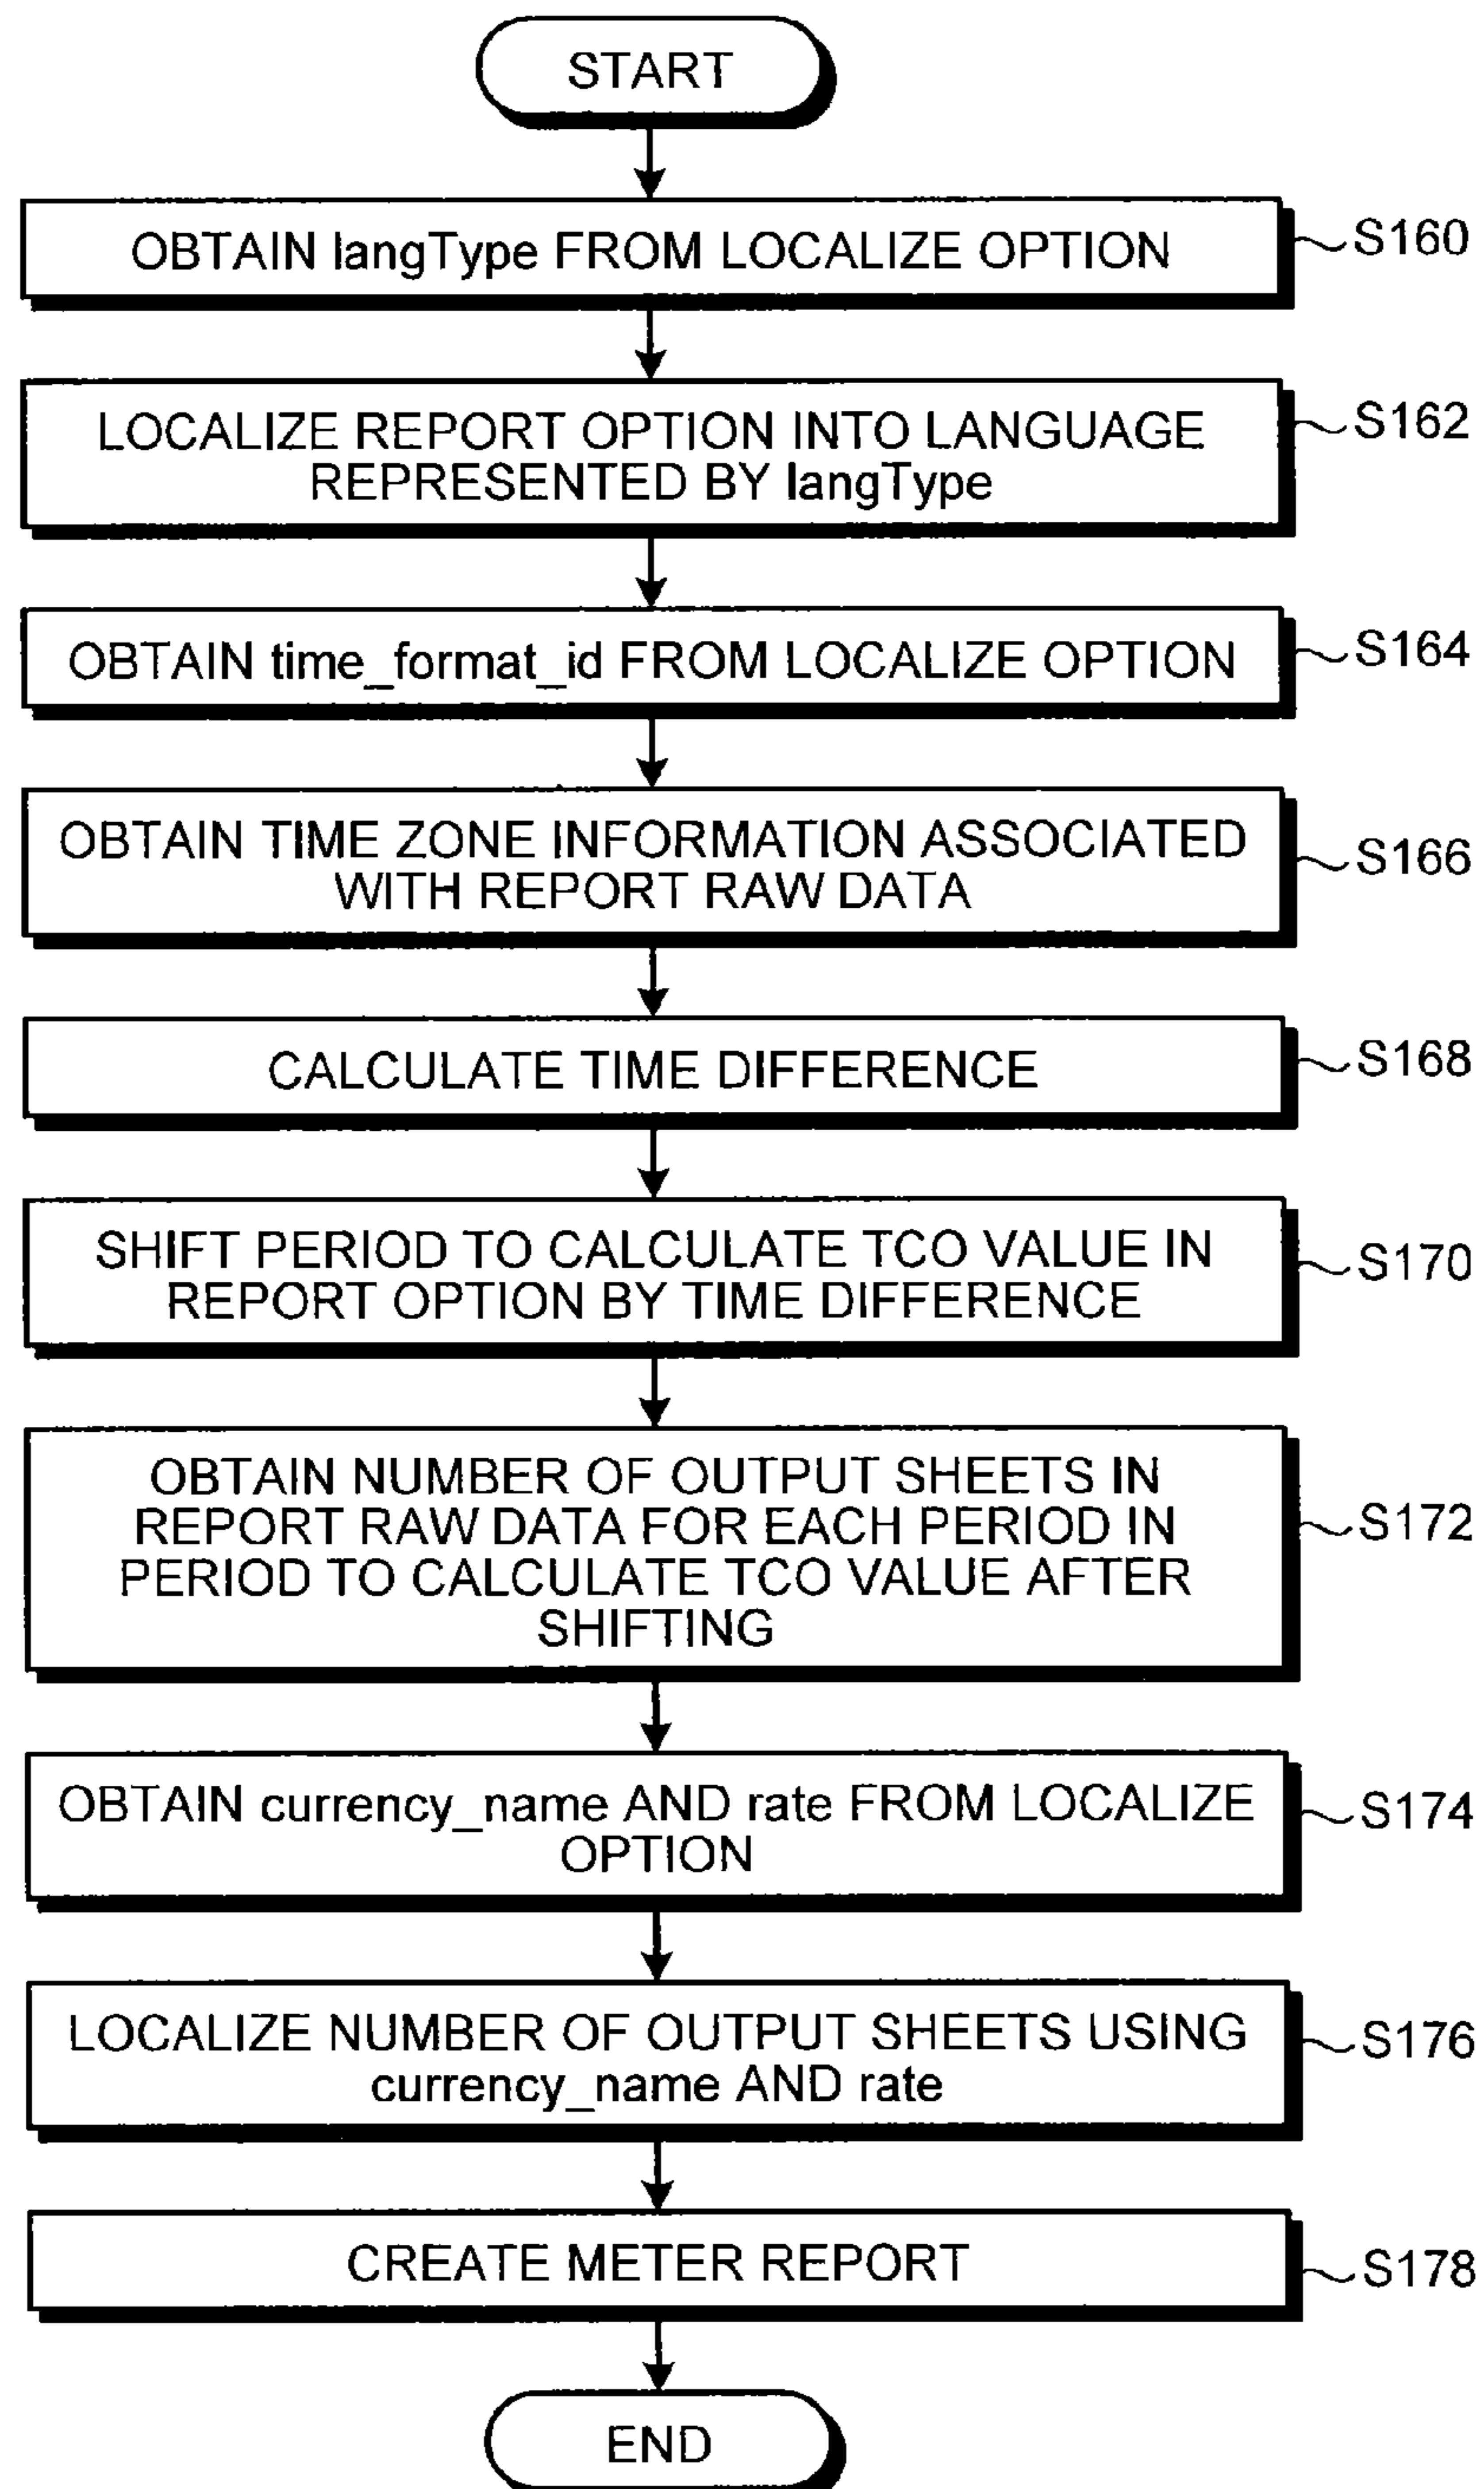 START
OBTAIN langType FROM LOCALIZE OPTION
S160
LOCALIZE REPORT OPTION INTO LANGUAGE
REPRESENTED BY langType
S162
OBTAIN time_format_id FROM LOCALIZE OPTION
S164
OBTAIN TIME ZONE INFORMATION ASSOCIATED
WITH REPORT RAW DATA
S166
CALCULATE TIME DIFFERENCE
S168
SHIFT PERIOD TO CALCULATE TCO VALUE IN
REPORT OPTION BY TIME DIFFERENCE
S170
OBTAIN NUMBER OF OUTPUT SHEETS IN
REPORT RAW DATA FOR EACH PERIOD IN
PERIOD TO CALCULATE TCO VALUE AFTER
SHIFTING
S172
OBTAIN currency_name AND rate FROM LOCALIZE
OPTION
S174
LOCALIZE NUMBER OF OUTPUT SHEETS USING
currency_name AND rate
S176
CREATE METER REPORT
S178
END